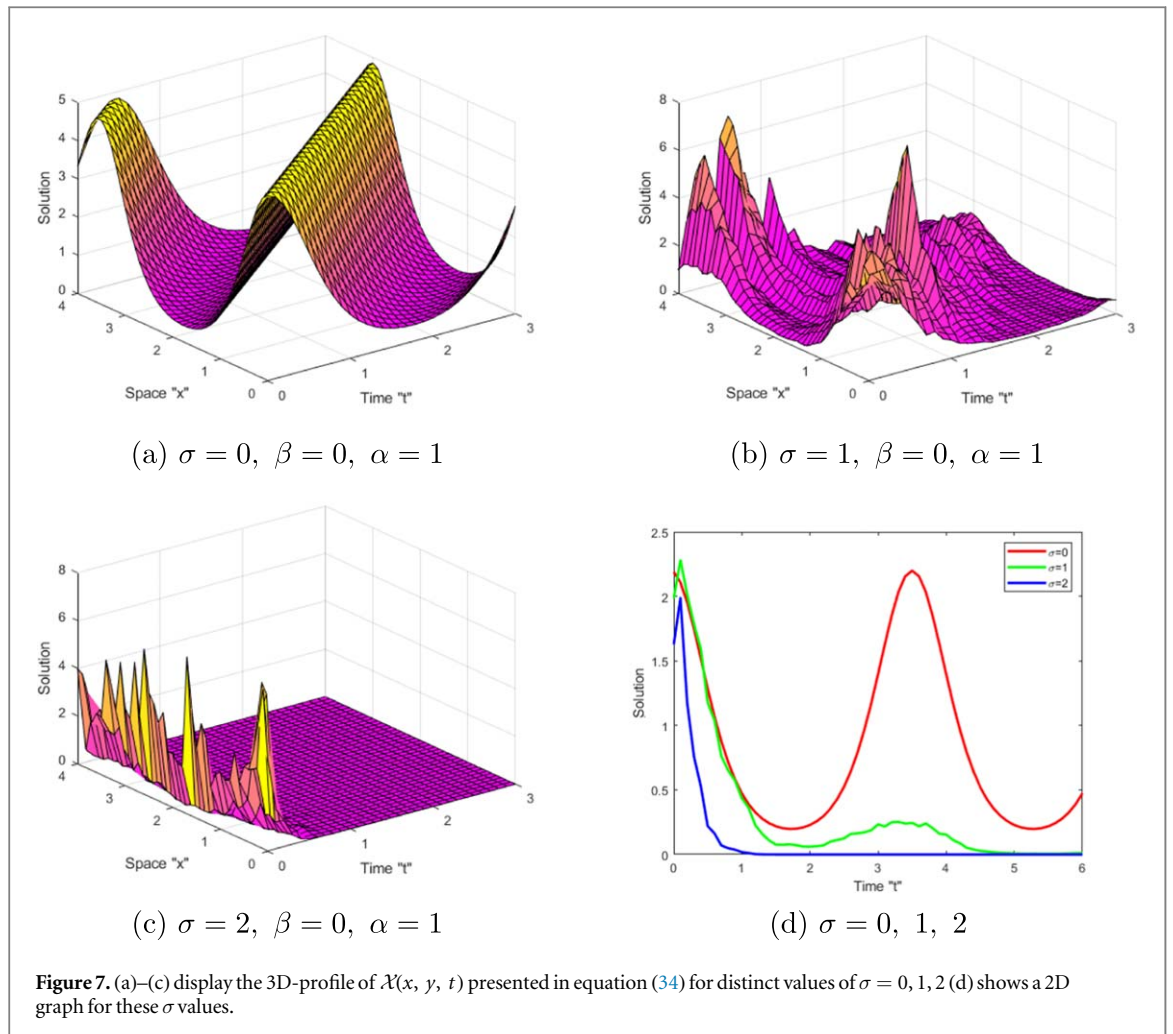 5
4
3
2
1
0
Solution
4
3
2
1
0
Space "x"
0
1
2
3
Time "t"
(a) σ = 0, β = 0, α = 1
8
6
4
2
0
Solution
4
3
2
1
0
Space "x"
0
1
2
3
Time "t"
(b) σ = 1, β = 0, α = 1
8
6
4
2
0
Solution
4
3
2
1
0
Space "x"
0
1
2
3
Time "t"
(c) σ = 2, β = 0, α = 1
2.5
2
1.5
1
0.5
0
Solution
0 1 2 3 4 5 6
Time "t"
σ=0
σ=1
σ=2
(d) σ = 0, 1, 2
Figure 7. (a)–(c) display the 3D-profile of 𝒳(x, y, t) presented in equation (34) for distinct values of σ = 0, 1, 2 (d) shows a 2D
graph for these σ values.